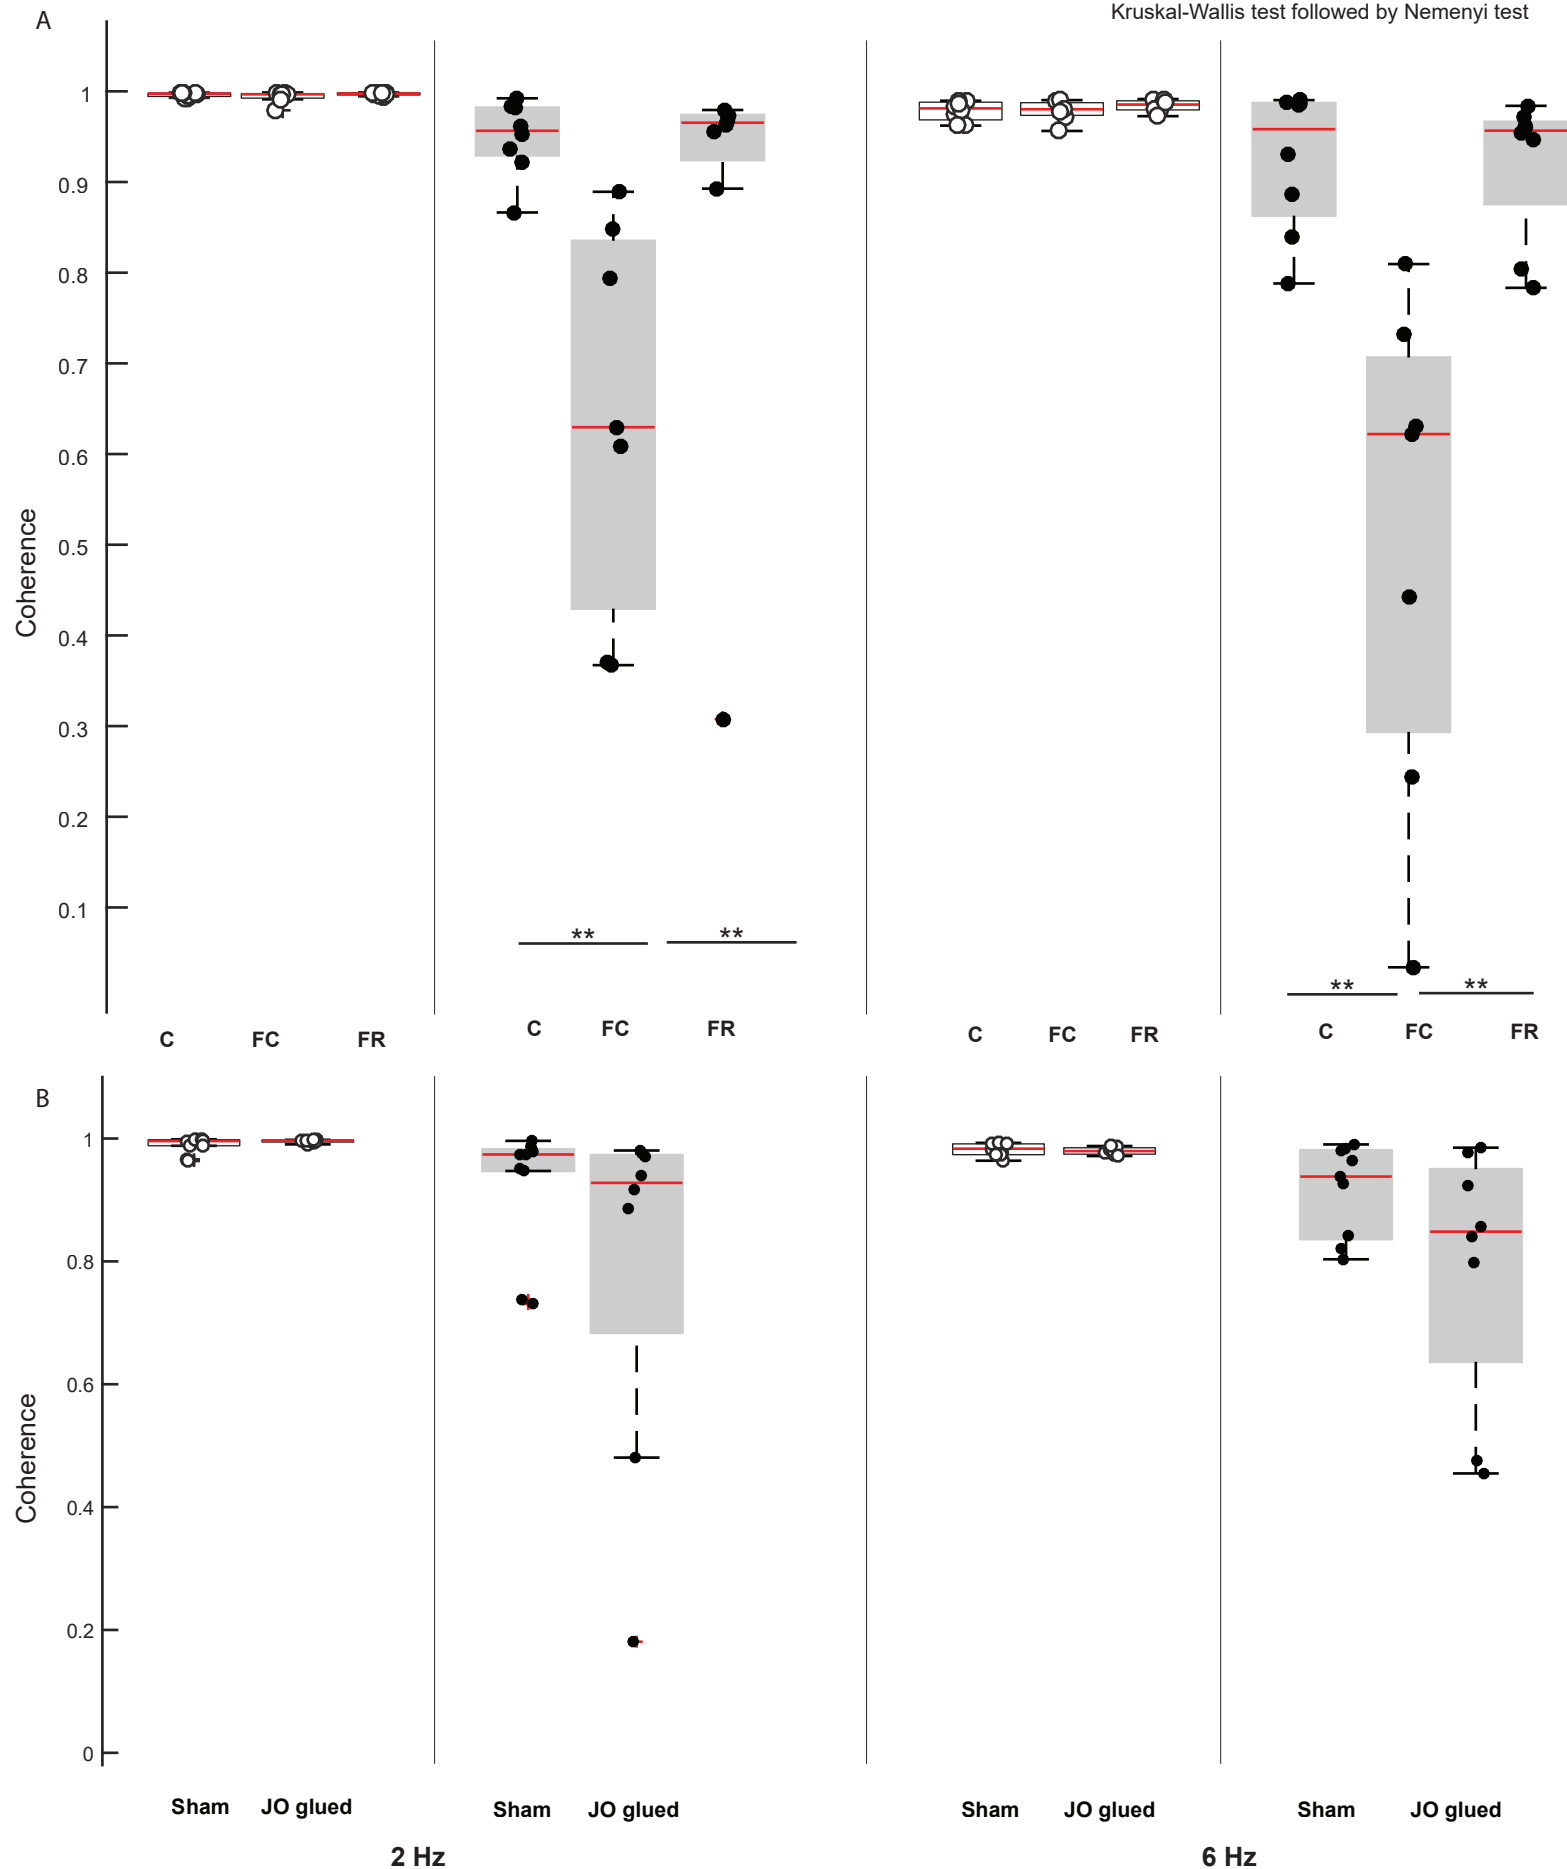 A
Kruskal-Wallis test followed by Nemenyi test
1
0.9
0.8
0.7
0.6
0.5
0.4
0.3
0.2
0.1
Coherence
** **
** **
C FC FR C FC FR C FC FR C FC FR
B
1
0.8
0.6
0.4
0.2
0
Coherence
Sham JO glued Sham JO glued Sham JO glued Sham JO glued
2 Hz 6 Hz